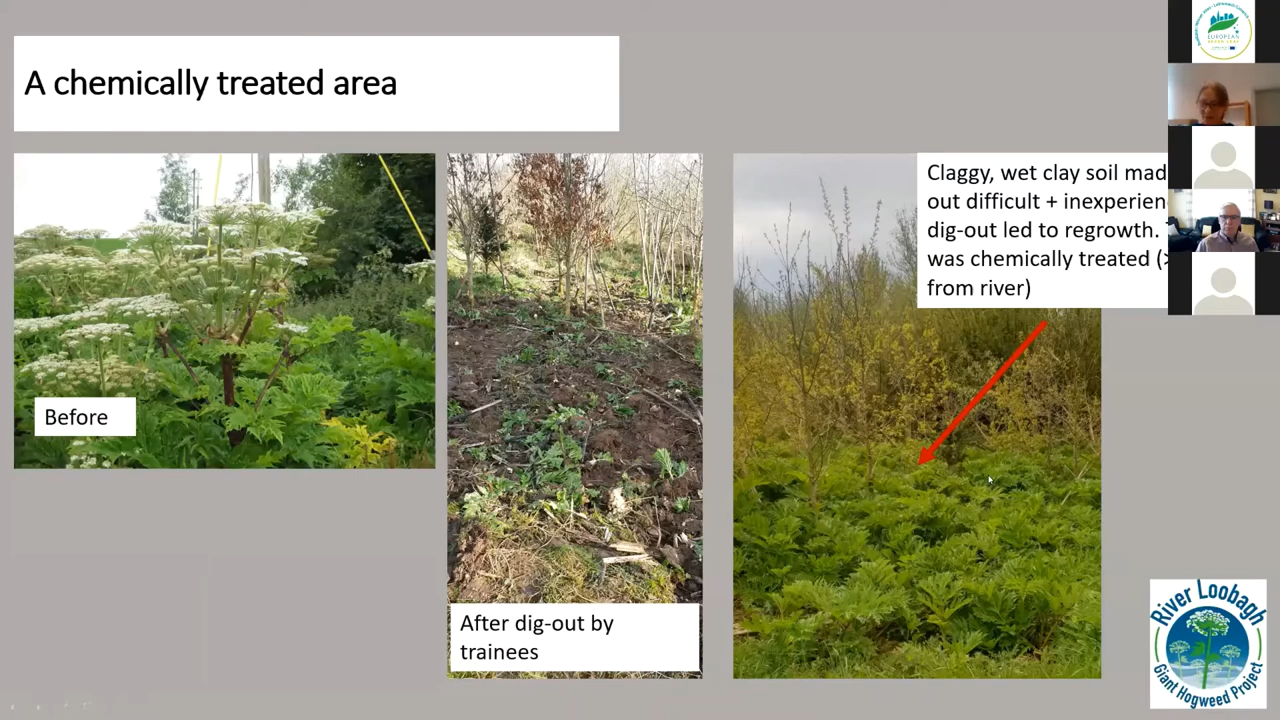 A chemically treated area
Before
After dig-out by
trainees
Claggy, wet clay soil mad
out difficult + inexperien
dig-out led to regrowth.
was chemically treated (>
from river)
EUROPEAN
River Loobagh
Giant Hogweed Project